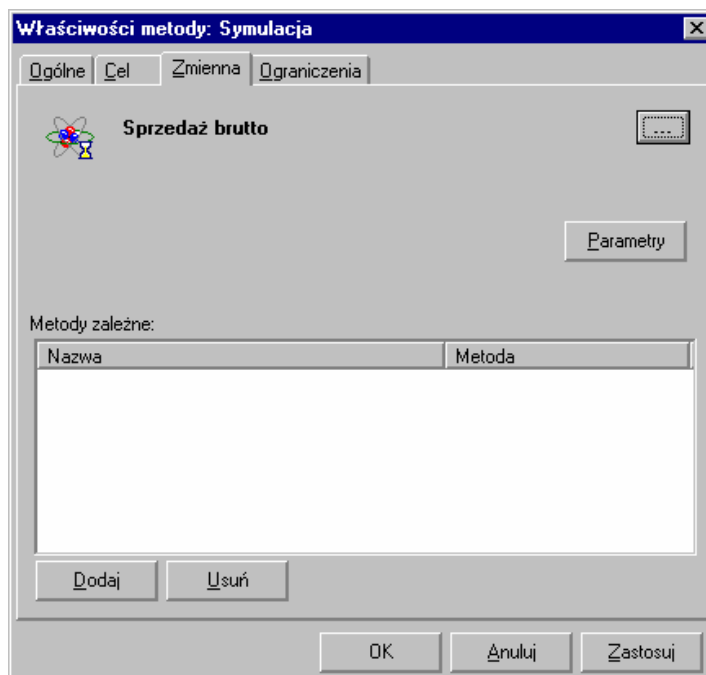 Właściwości metody: Symulacja
Ogólne Cel Zmienna Ograniczenia
Sprzedaż brutto ...
Parametry
Metody zależne:
Nazwa Metoda
Dodaj Usuń
OK Anuluj Zastosuj